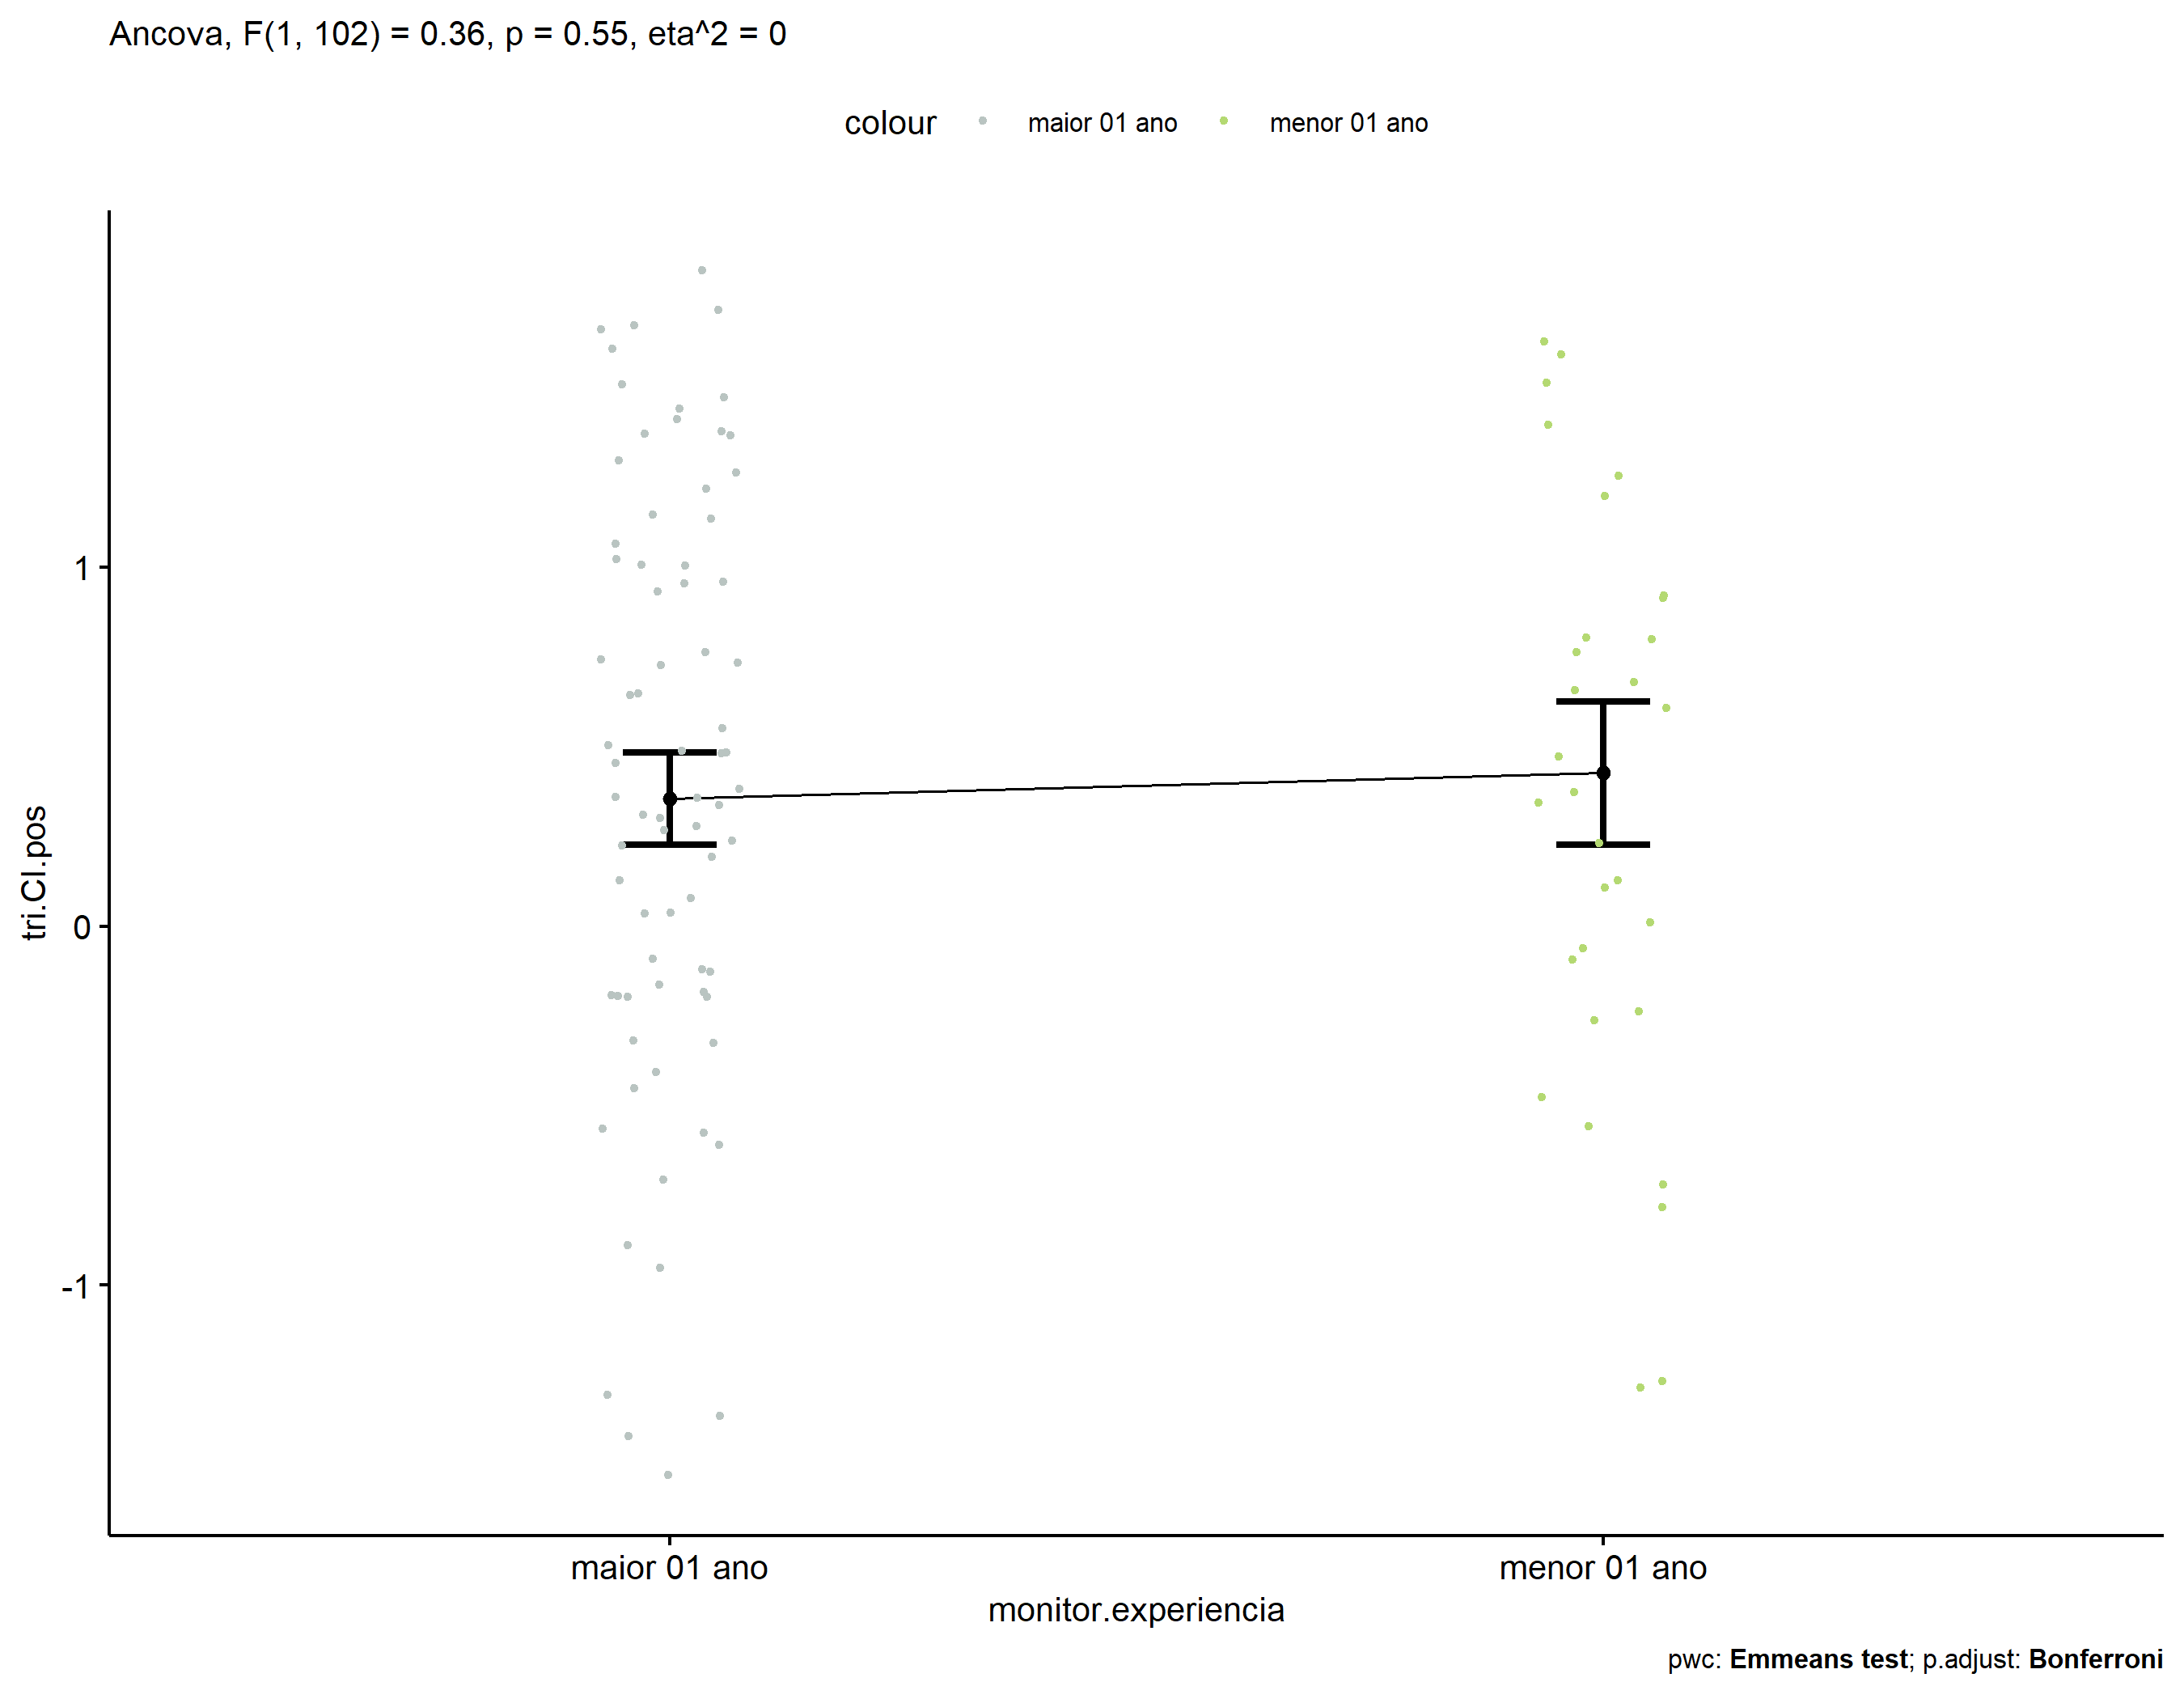 Ancova, F(1, 102) = 0.36, p = 0.55, eta^2 = 0
colour maior 01 ano menor 01 ano
1
0
-1
tri.CI.pos
maior 01 ano menor 01 ano
monitor.experiencia
pwc: Emmeans test; p.adjust: Bonferroni